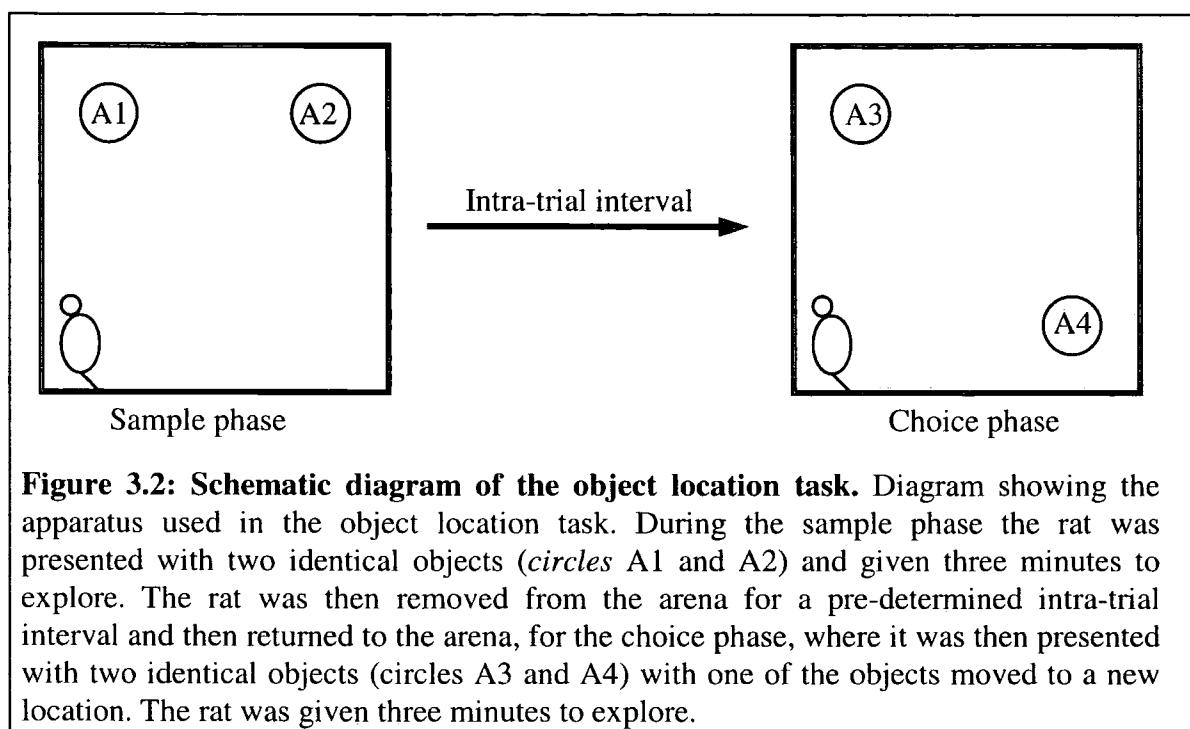 A1 A2 A3
Intra-trial interval
A4
Sample phase Choice phase
Figure 3.2: Schematic diagram of the object location task. Diagram showing the
apparatus used in the object location task. During the sample phase the rat was
presented with two identical objects (circles A1 and A2) and given three minutes to
explore. The rat was then removed from the arena for a pre-determined intra-trial
interval and then returned to the arena, for the choice phase, where it was then presented
with two identical objects (circles A3 and A4) with one of the objects moved to a new
location. The rat was given three minutes to explore.